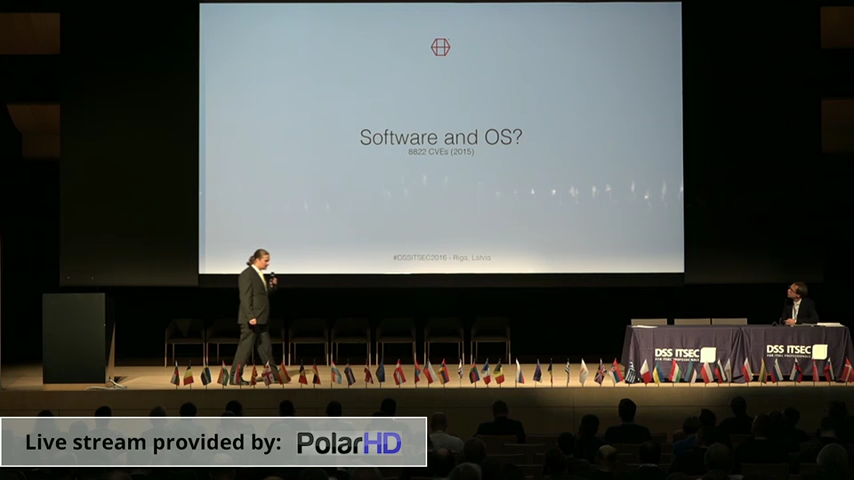 Software and OS?
8822 CVEs (2015)
#DSSITSEC2016 - Riga, Latvia
DSS ITSEC
DSS ITSEC
Live stream provided by: PolarHD